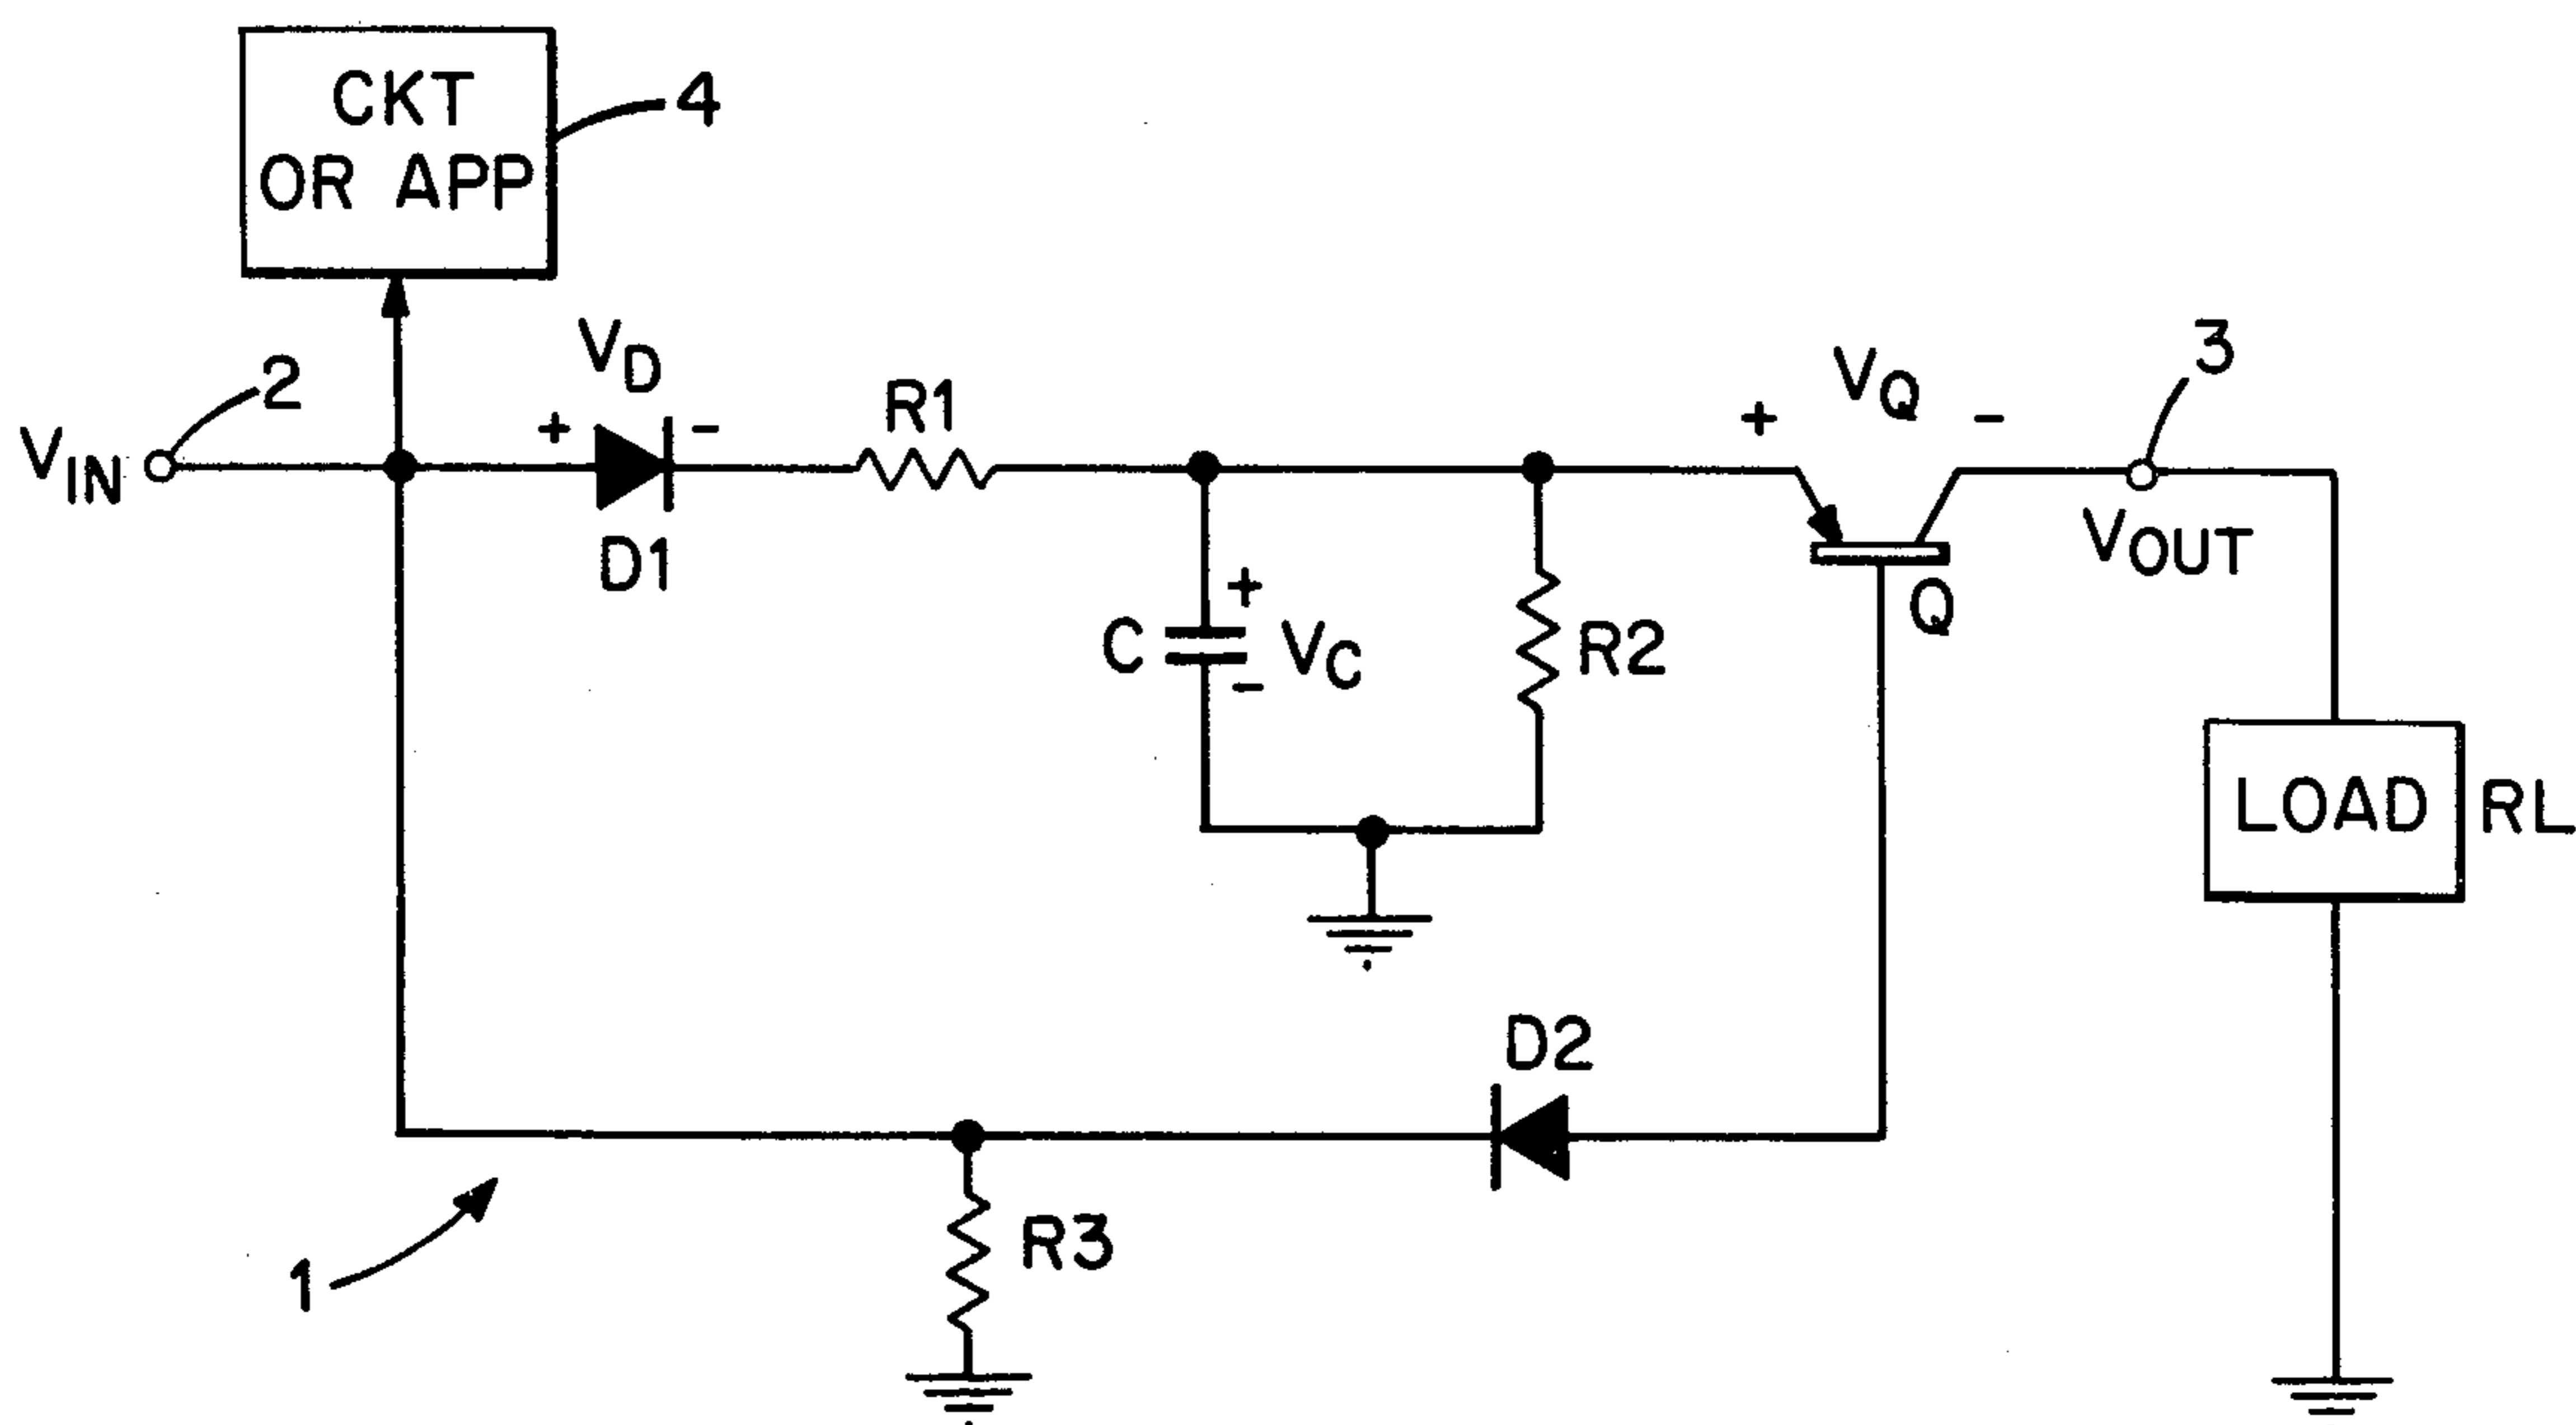 CKT
OR APP
4
VD
+ -
2
VIN
D1
R1
VQ
+ -
3
VOUT
Q
C
+
VC
-
R2
LOAD
RL
D2
R3
1